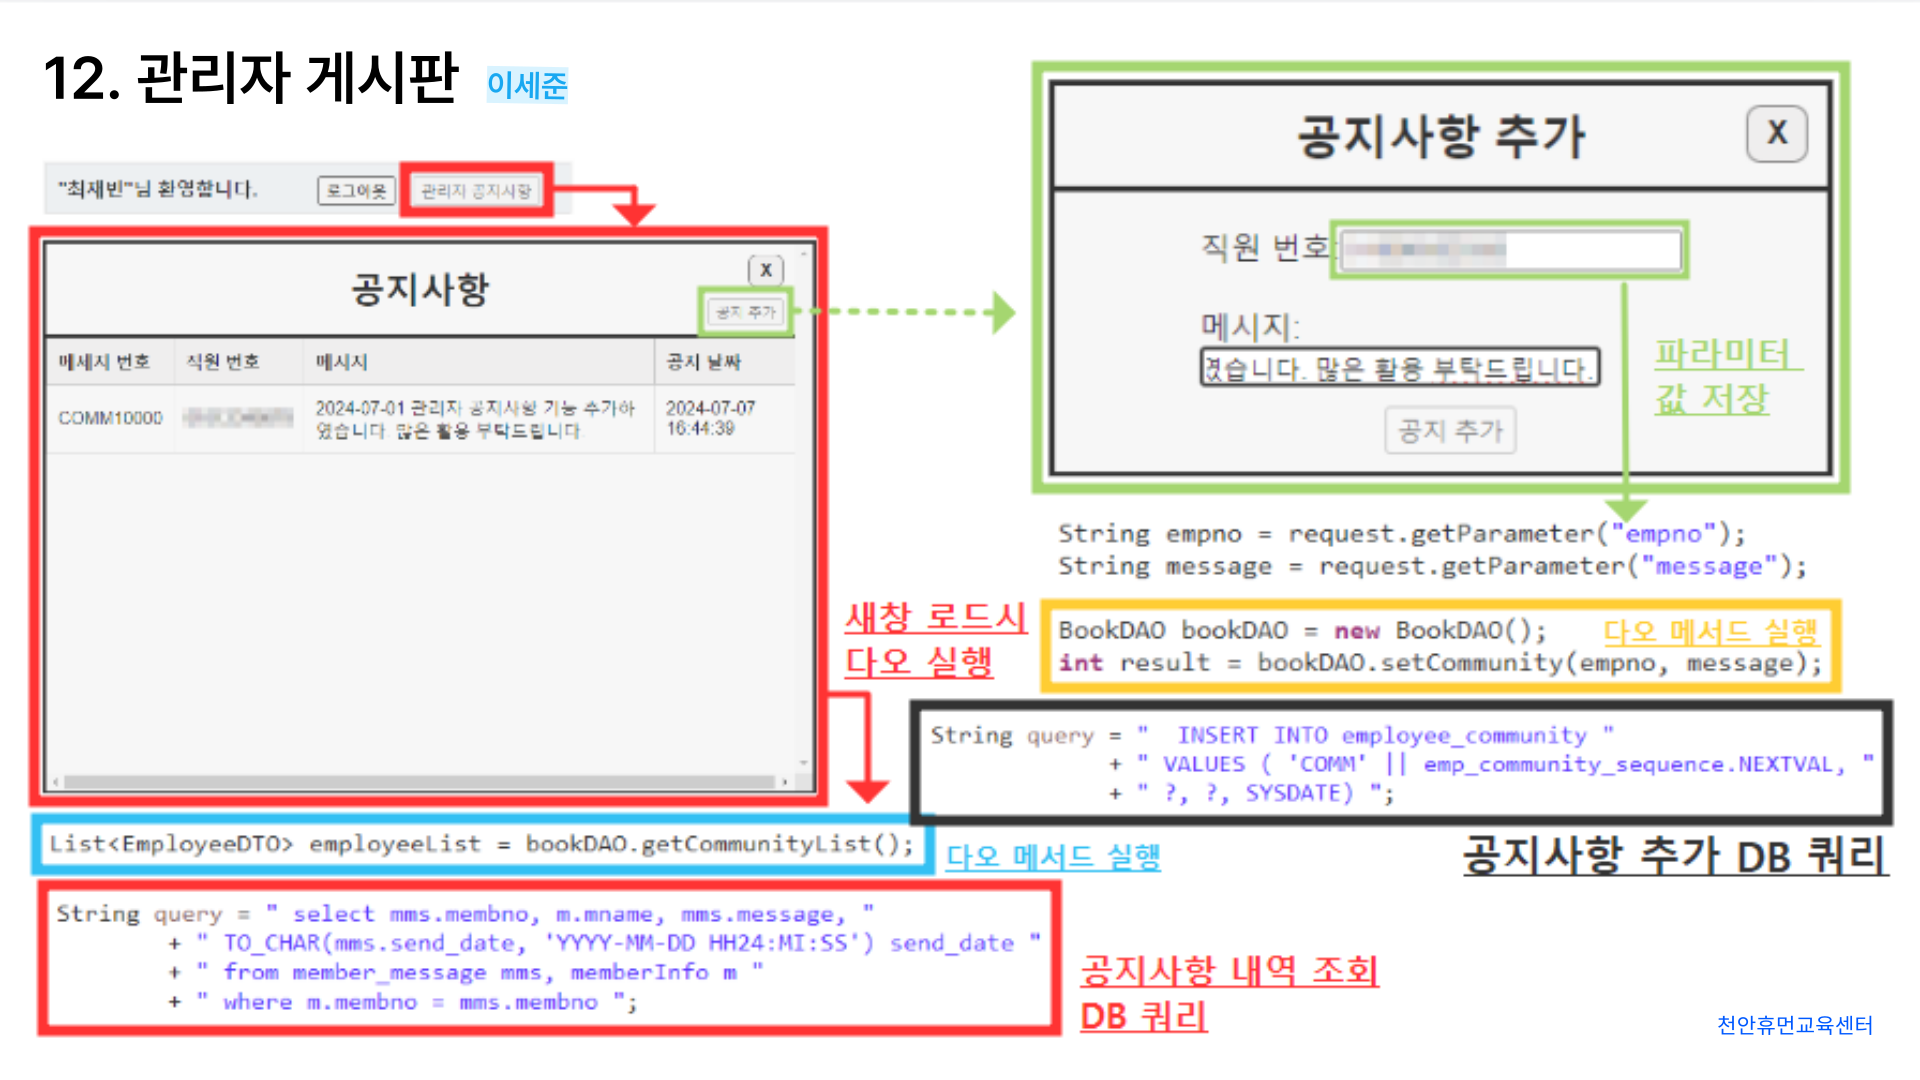 12. 관리자 게시판 이세준
"최재빈"님 환영합니다. 로그아웃 관리자 공지사항
공지사항
X
공지 추가
메세지 번호 직원 번호 메시지 공지 날짜
COMM10000 2024-07-01 관리자 공지사항 기능 추가하 2024-07-07
였습니다. 많은 활용 부탁드립니다. 16:44:39
새창 로드시
다오 실행
List<EmployeeDTO> employeeList = bookDAO.getCommunityList();
다오 메서드 실행
String query = " select mms.membno, m.mname, mms.message, "
+ " TO_CHAR(mms.send_date, 'YYYY-MM-DD HH24:MI:SS') send_date "
+ " from member_message mms, memberInfo m "
+ " where m.membno = mms.membno ";
공지사항 내역 조회
DB 쿼리
공지사항 추가
X
직원 번호:
메시지:
였습니다. 많은 활용 부탁드립니다.
공지 추가
파라미터
값 저장
String empno = request.getParameter("empno");
String message = request.getParameter("message");
BookDAO bookDAO = new BookDAO(); 다오 메서드 실행
int result = bookDAO.setCommunity(empno, message);
String query = "  INSERT INTO employee_community "
+ " VALUES ( 'COMM' || emp_community_sequence.NEXTVAL, "
+ " ?, ?, SYSDATE) ";
공지사항 추가 DB 쿼리
천안휴먼교육센터